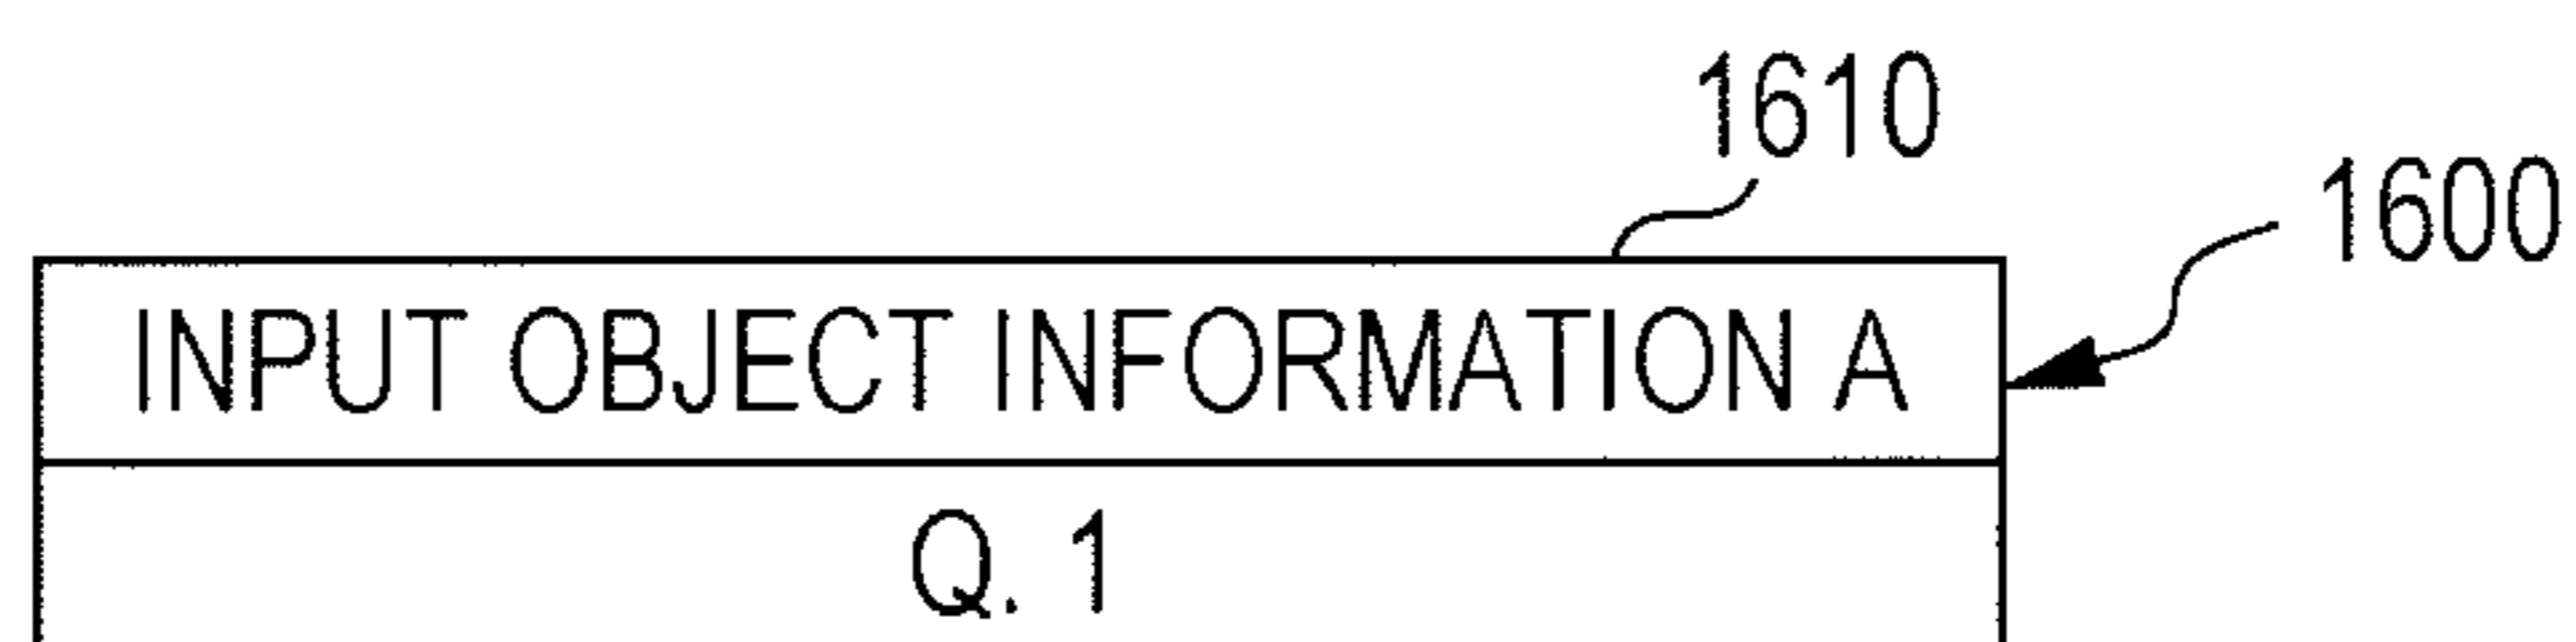 1610
1600
INPUT OBJECT INFORMATION A
Q. 1